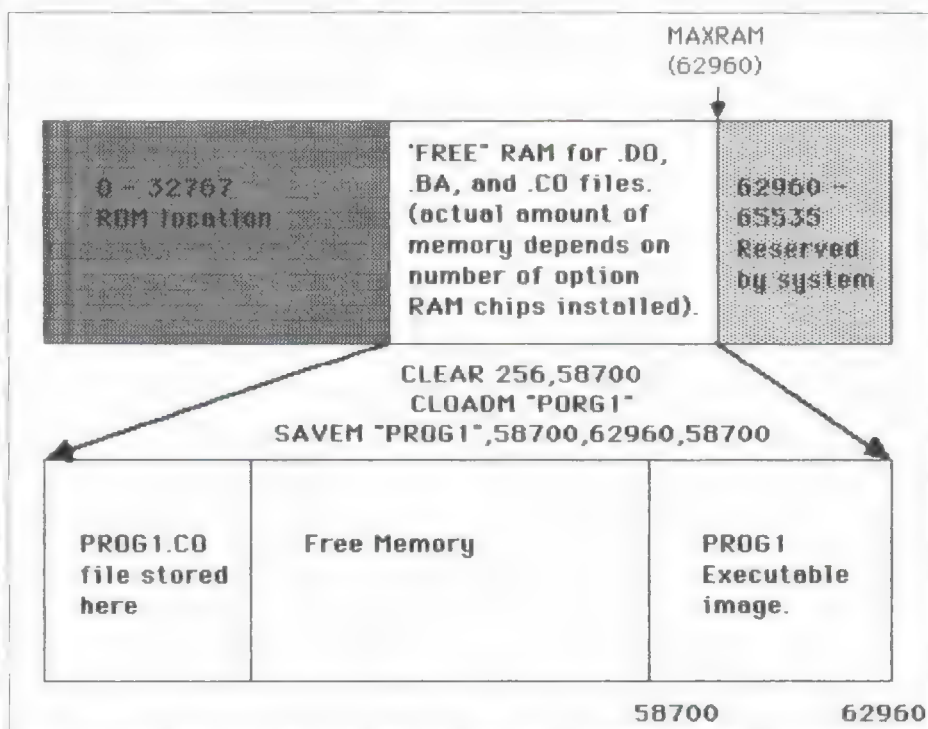 MAXRAM
(62960)
0 - 32767
ROM location
"FREE" RAM for .DO,
.BA, and .CO files.
(actual amount of
memory depends on
number of option
RAM chips installed).
62960 -
65535
Reserved
by system
CLEAR 256,58700
CLOADM "PORG1"
SAVEM "PROG1",58700,62960,58700
PROG1.CO
file stored
here
Free Memory
PROG1
Executable
image.
58700
62960